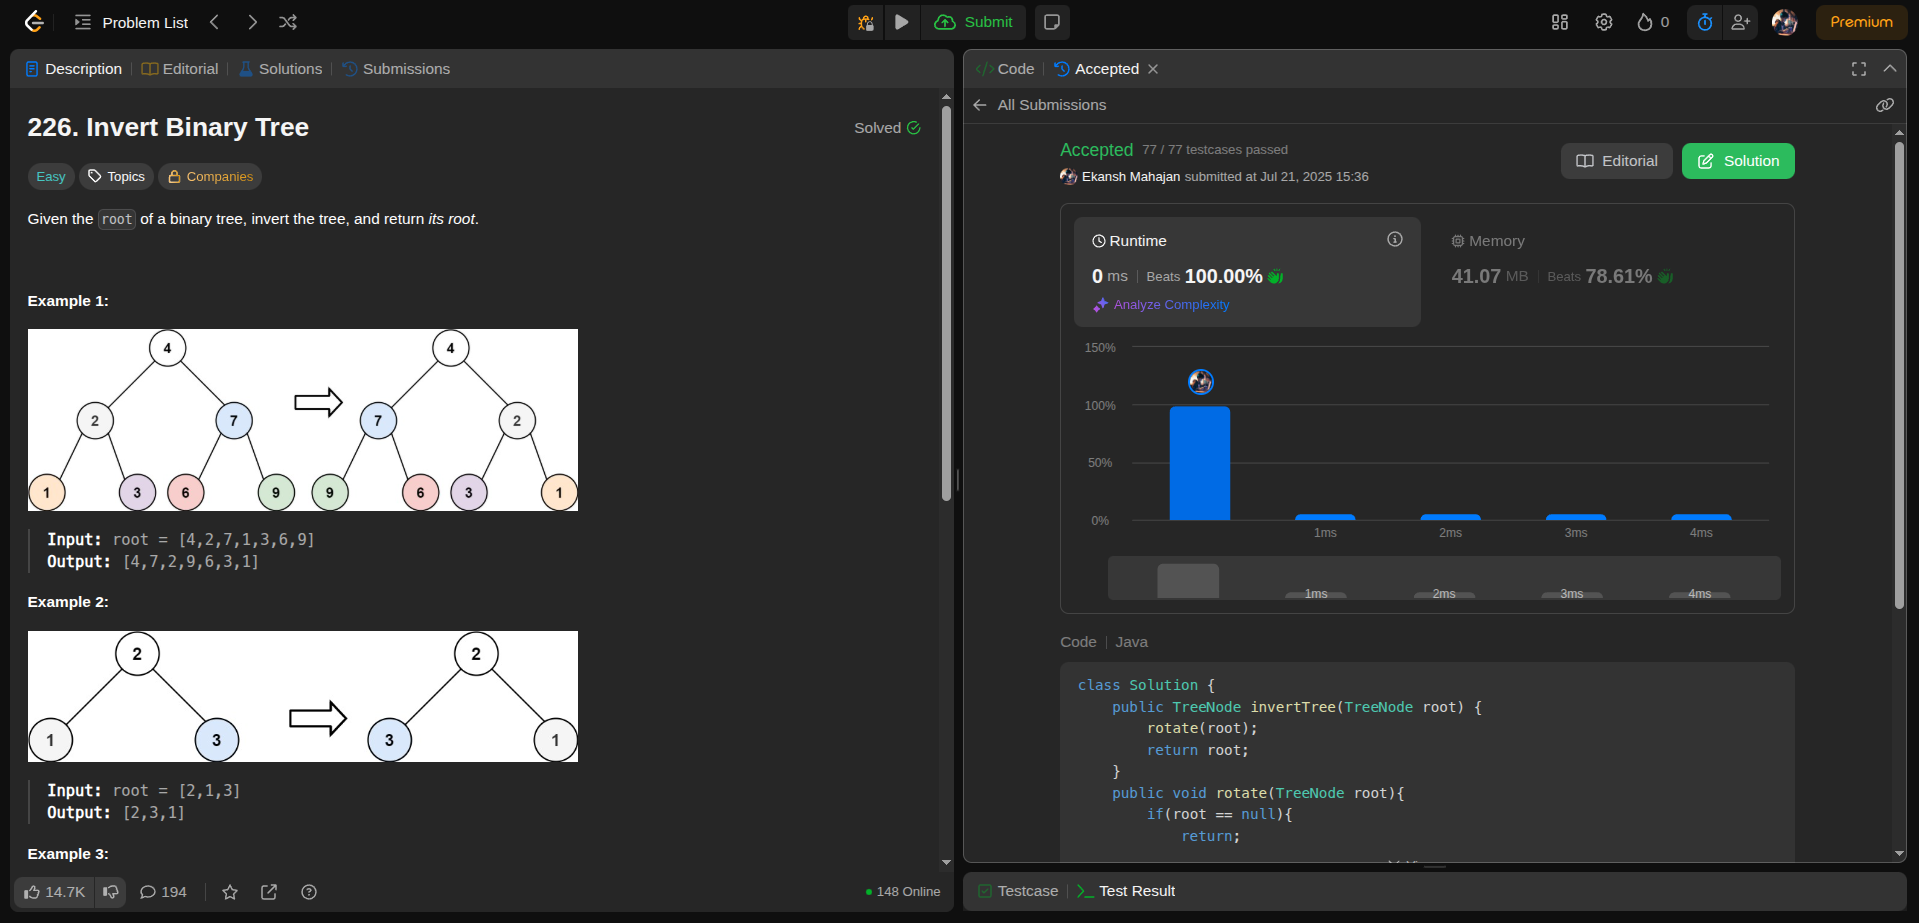 Problem List
Submit
0
Premium
Description
Editorial
Solutions
Submissions
226. Invert Binary Tree
Solved
Easy
Topics
Companies
Given the root of a binary tree, invert the tree, and return its root.
Example 1:
4 4
2 7 7 2
1 3 6 9 9 6 3 1
Input: root = [4,2,7,1,3,6,9]
Output: [4,7,2,9,6,3,1]
Example 2:
2 2
1 3 3 1
Input: root = [2,1,3]
Output: [2,3,1]
Example 3:
14.7K
194
148 Online
Code
Accepted
All Submissions
Accepted 77 / 77 testcases passed
Ekansh Mahajan submitted at Jul 21, 2025 15:36
Editorial
Solution
Runtime
0 ms Beats 100.00%
Analyze Complexity
Memory
41.07 MB Beats 78.61%
150%
100%
50%
0%
1ms 2ms 3ms 4ms
1ms 2ms 3ms 4ms
Code Java
class Solution {
public TreeNode invertTree(TreeNode root) {
rotate(root);
return root;
}
public void rotate(TreeNode root){
if(root == null){
return;
Testcase
Test Result